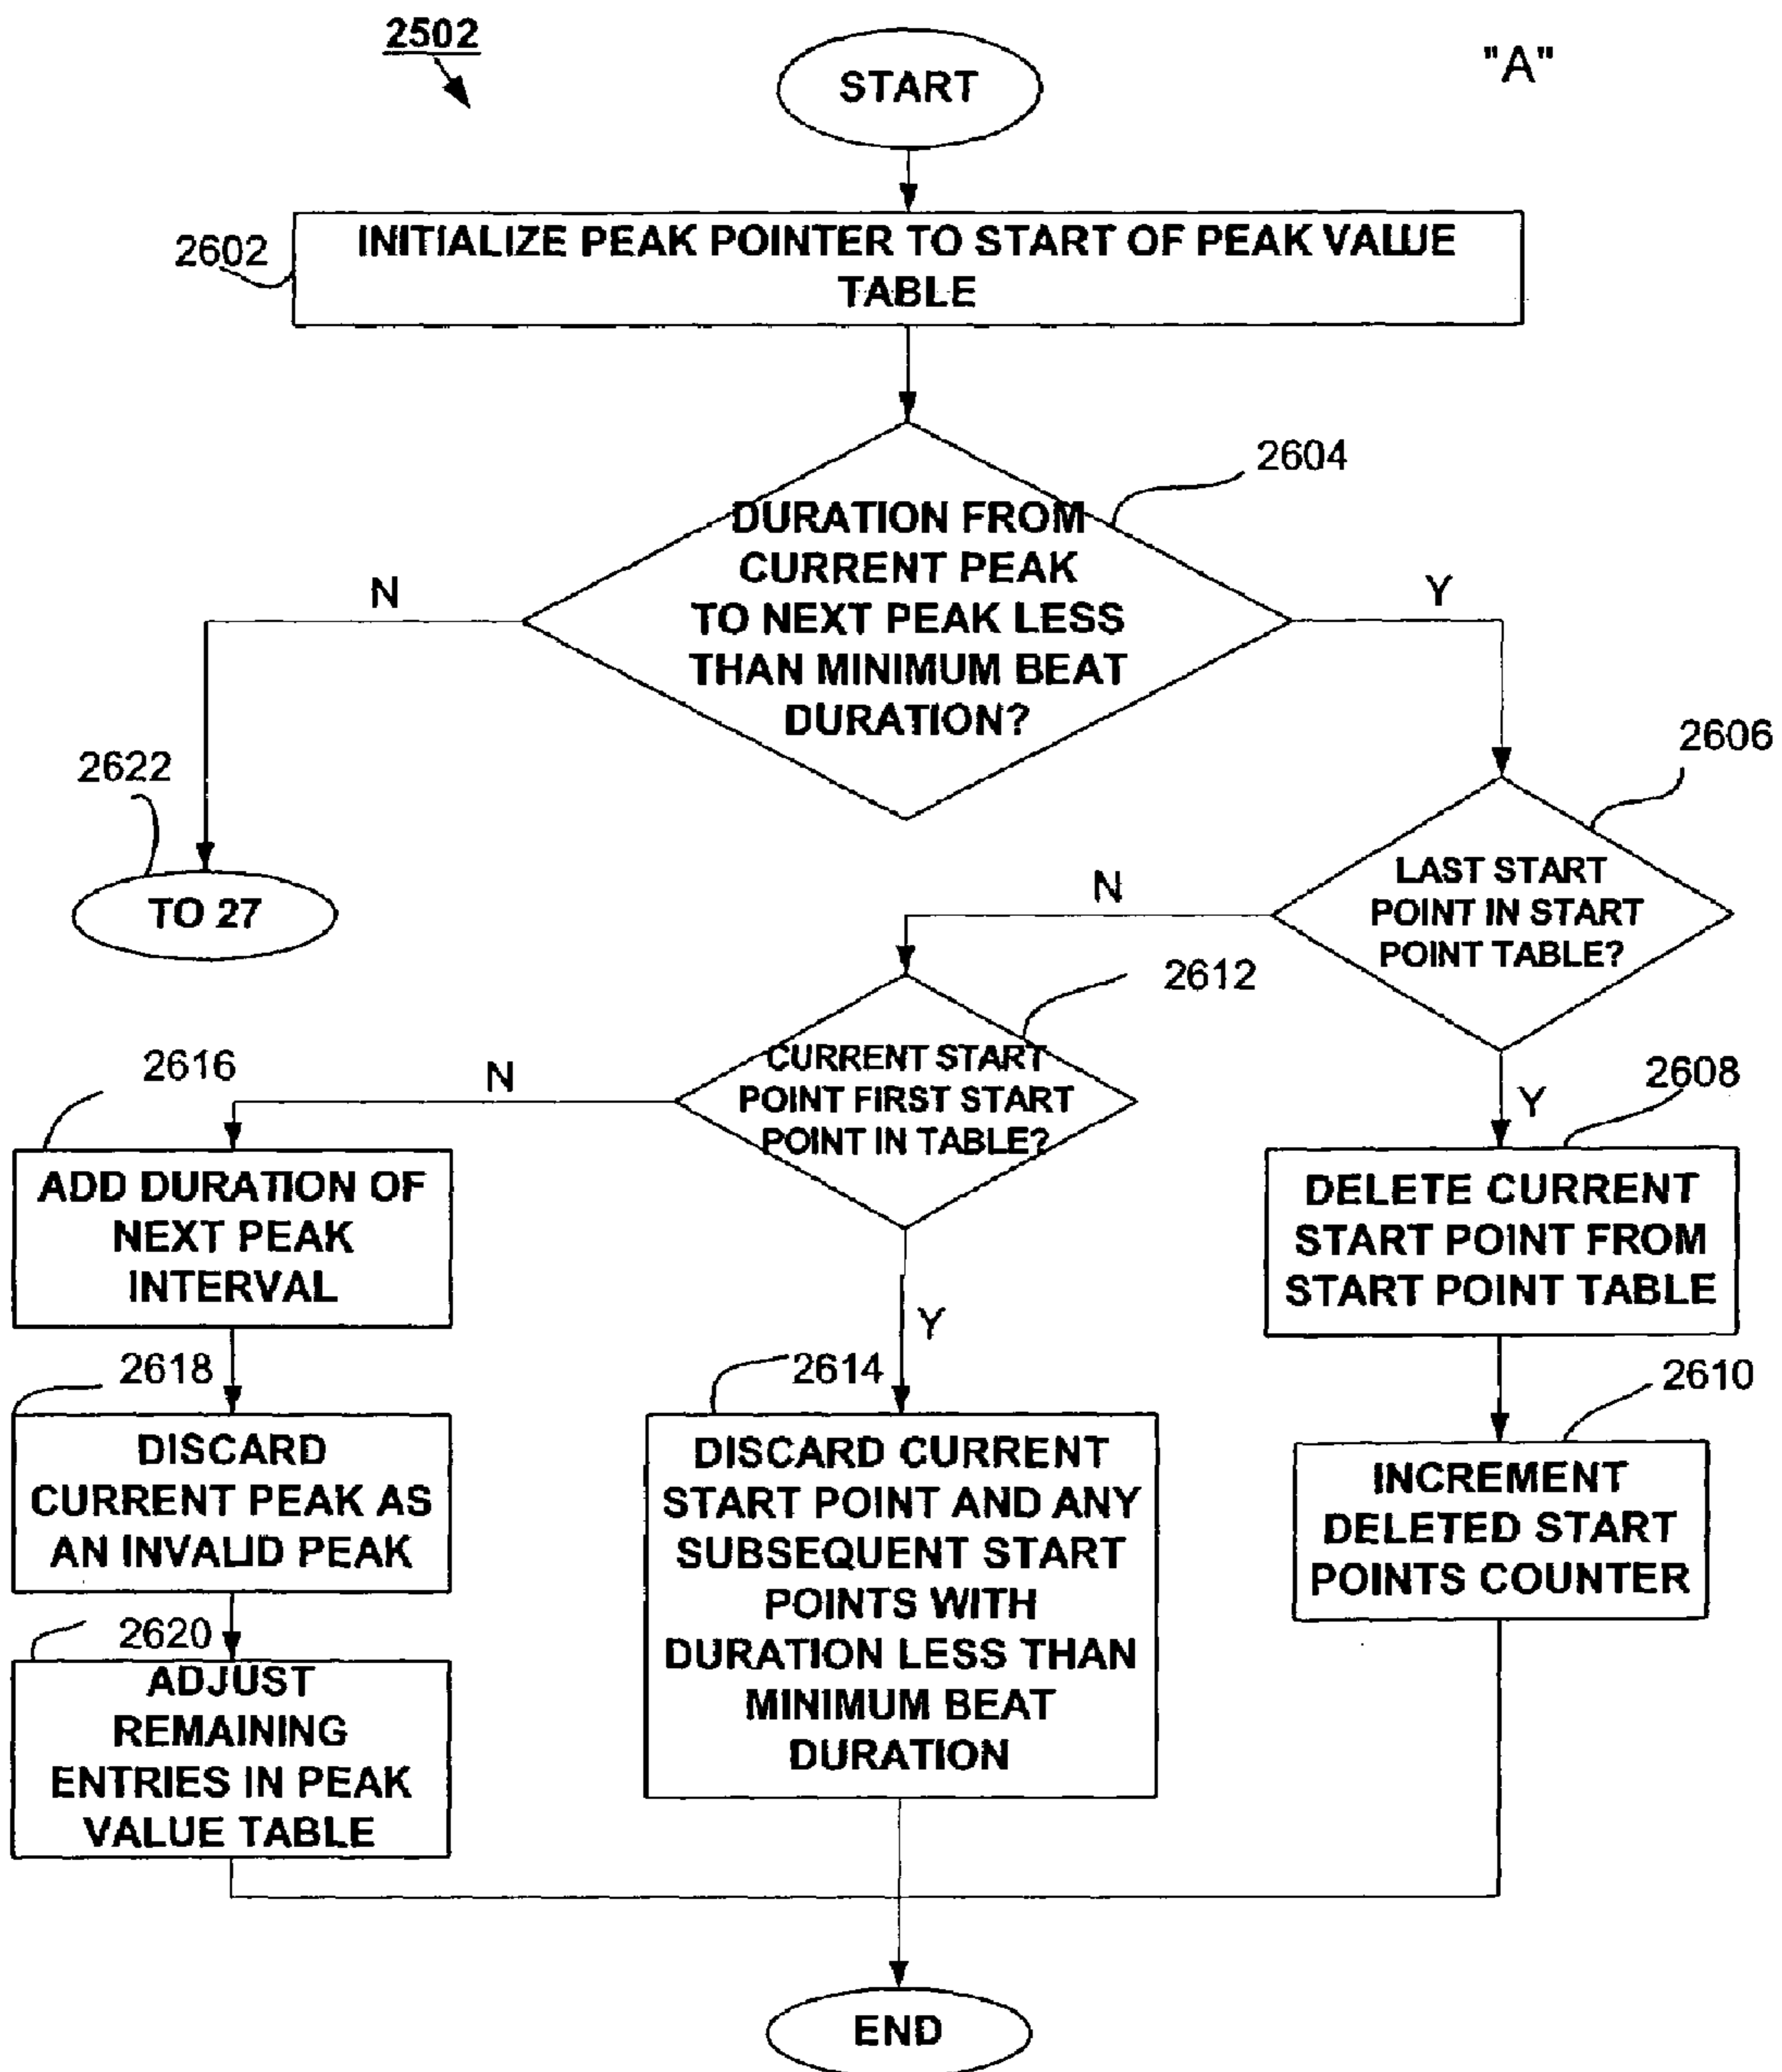 2502
START
"A"
2602
INITIALIZE PEAK POINTER TO START OF PEAK VALUE
TABLE
2604
DURATION FROM
CURRENT PEAK
TO NEXT PEAK LESS
THAN MINIMUM BEAT
DURATION?
N
Y
2622
TO 27
2606
LAST START
POINT IN START
POINT TABLE?
N
Y
2612
CURRENT START
POINT FIRST START
POINT IN TABLE?
N
Y
2616
ADD DURATION OF
NEXT PEAK
INTERVAL
2608
DELETE CURRENT
START POINT FROM
START POINT TABLE
2618
DISCARD
CURRENT PEAK AS
AN INVALID PEAK
2614
DISCARD CURRENT
START POINT AND ANY
SUBSEQUENT START
POINTS WITH
DURATION LESS THAN
MINIMUM BEAT
DURATION
2610
INCREMENT
DELETED START
POINTS COUNTER
2620
ADJUST
REMAINING
ENTRIES IN PEAK
VALUE TABLE
END